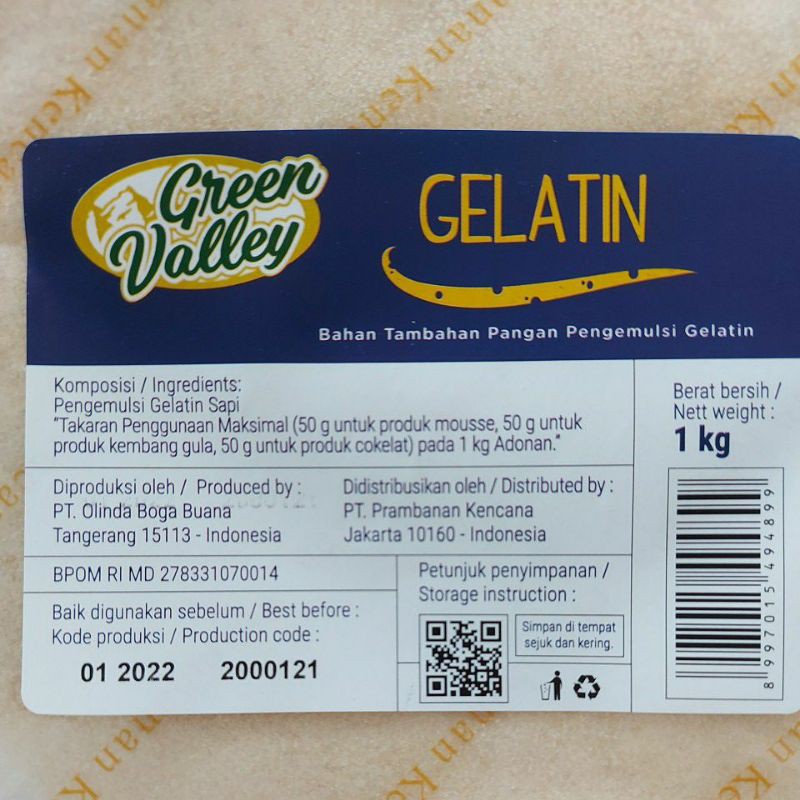 Green
Valley
GELATIN
Bahan Tambahan Pangan Pengemulsi Gelatin
Komposisi / Ingredients:
Pengemulsi Gelatin Sapi
"Takaran Penggunaan Maksimal (50 g untuk produk mousse, 50 g untuk
produk kembang gula, 50 g untuk produk cokelat) pada 1 kg Adonan."
Berat bersih /
Nett weight :
1 kg
Diproduksi oleh / Produced by :
PT. Olinda Boga Buana
Tangerang 15113 - Indonesia
Didistribusikan oleh / Distributed by :
PT. Prambanan Kencana
Jakarta 10160 - Indonesia
BPOM RI MD 278331070014
Baik digunakan sebelum / Best before :
Kode produksi / Production code :
01 2022 2000121
Petunjuk penyimpanan /
Storage instruction :
Simpan di tempat
sejuk dan kering.
8 997015 494899